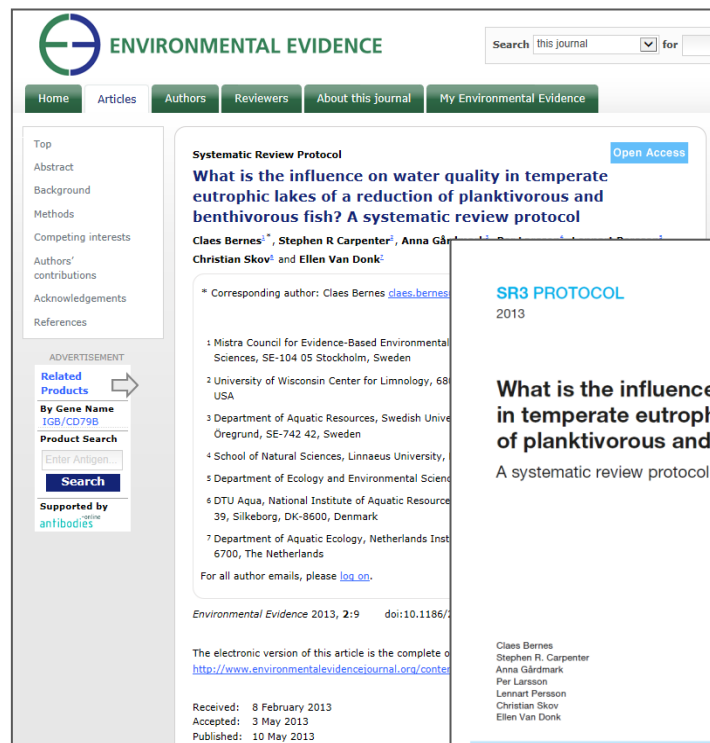 ENVIRONMENTAL EVIDENCE
Search this journal for
Home Articles Authors Reviewers About this journal My Environmental Evidence
Top
Abstract
Background
Methods
Competing interests
Authors'
contributions
Acknowledgements
References
ADVERTISEMENT
Related
Products
By Gene Name
IGB/CD79B
Product Search
Enter Antigen...
Search
Supported by
antibodies-online
Open Access
Systematic Review Protocol
What is the influence on water quality in temperate
eutrophic lakes of a reduction of planktivorous and
benthivorous fish? A systematic review protocol
Claes Bernes1*, Stephen R Carpenter2, Anna Går
Christian Skov6 and Ellen Van Donk7
* Corresponding author: Claes Bernes claes.bernes
1 Mistra Council for Evidence-Based Environmental
Sciences, SE-104 05 Stockholm, Sweden
2 University of Wisconsin Center for Limnology, 68
USA
3 Department of Aquatic Resources, Swedish Unive
Öregrund, SE-742 42, Sweden
4 School of Natural Sciences, Linnaeus University,
5 Department of Ecology and Environmental Scienc
6 DTU Aqua, National Institute of Aquatic Resource
39, Silkeborg, DK-8600, Denmark
7 Department of Aquatic Ecology, Netherlands Inst
6700, The Netherlands
For all author emails, please log on.
Environmental Evidence 2013, 2:9 doi:10.1186/
The electronic version of this article is the complete o
http://www.environmentalevidencejournal.org/conte
Received: 8 February 2013
Accepted: 3 May 2013
Published: 10 May 2013
SR3 PROTOCOL
2013
What is the influence
in temperate eutroph
of planktivorous and
A systematic review protocol
Claes Bernes
Stephen R. Carpenter
Anna Gårdmark
Per Larsson
Lennart Persson
Christian Skov
Ellen Van Donk